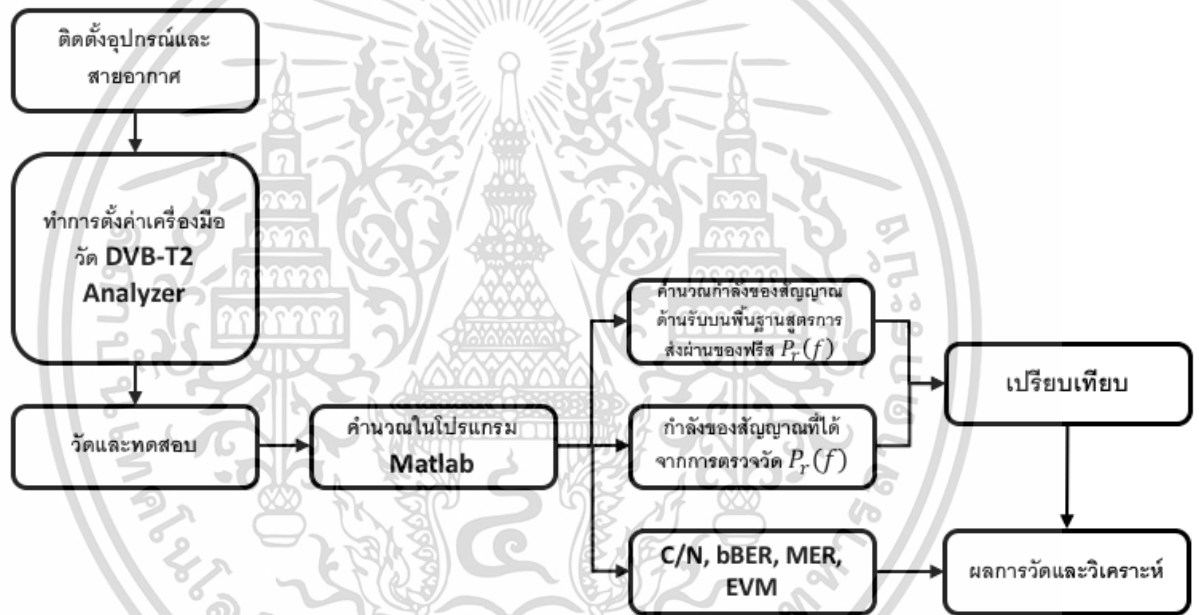 ติดตั้งอุปกรณ์และ
สายอากาศ
ทำการตั้งค่าเครื่องมือ
วัด DVB-T2
Analyzer
วัดและทดสอบ
คำนวณในโปรแกรม
Matlab
คำนวณกำลังของสัญญาณ
ด้านรับบนพื้นฐานสูตรการ
ส่งผ่านของฟรีส P_r(f)
กำลังของสัญญาณที่ได้
จากการตรวจวัด P_r(f)
C/N, bBER, MER,
EVM
เปรียบเทียบ
ผลการวัดและวิเคราะห์